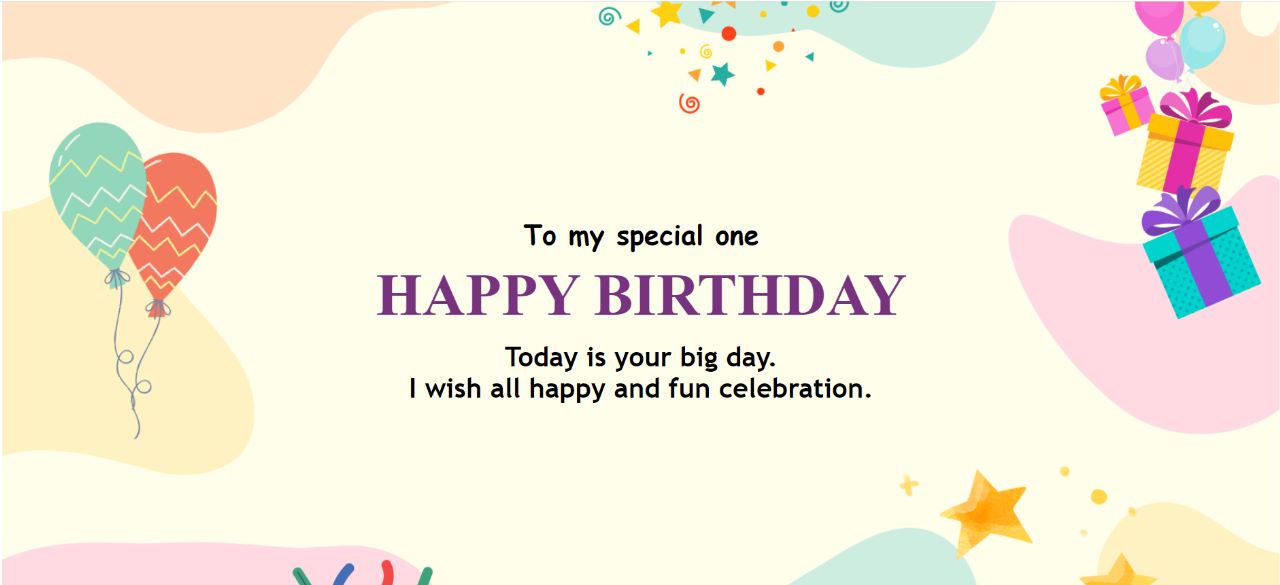 To my special one
HAPPY BIRTHDAY
Today is your big day.
I wish all happy and fun celebration.